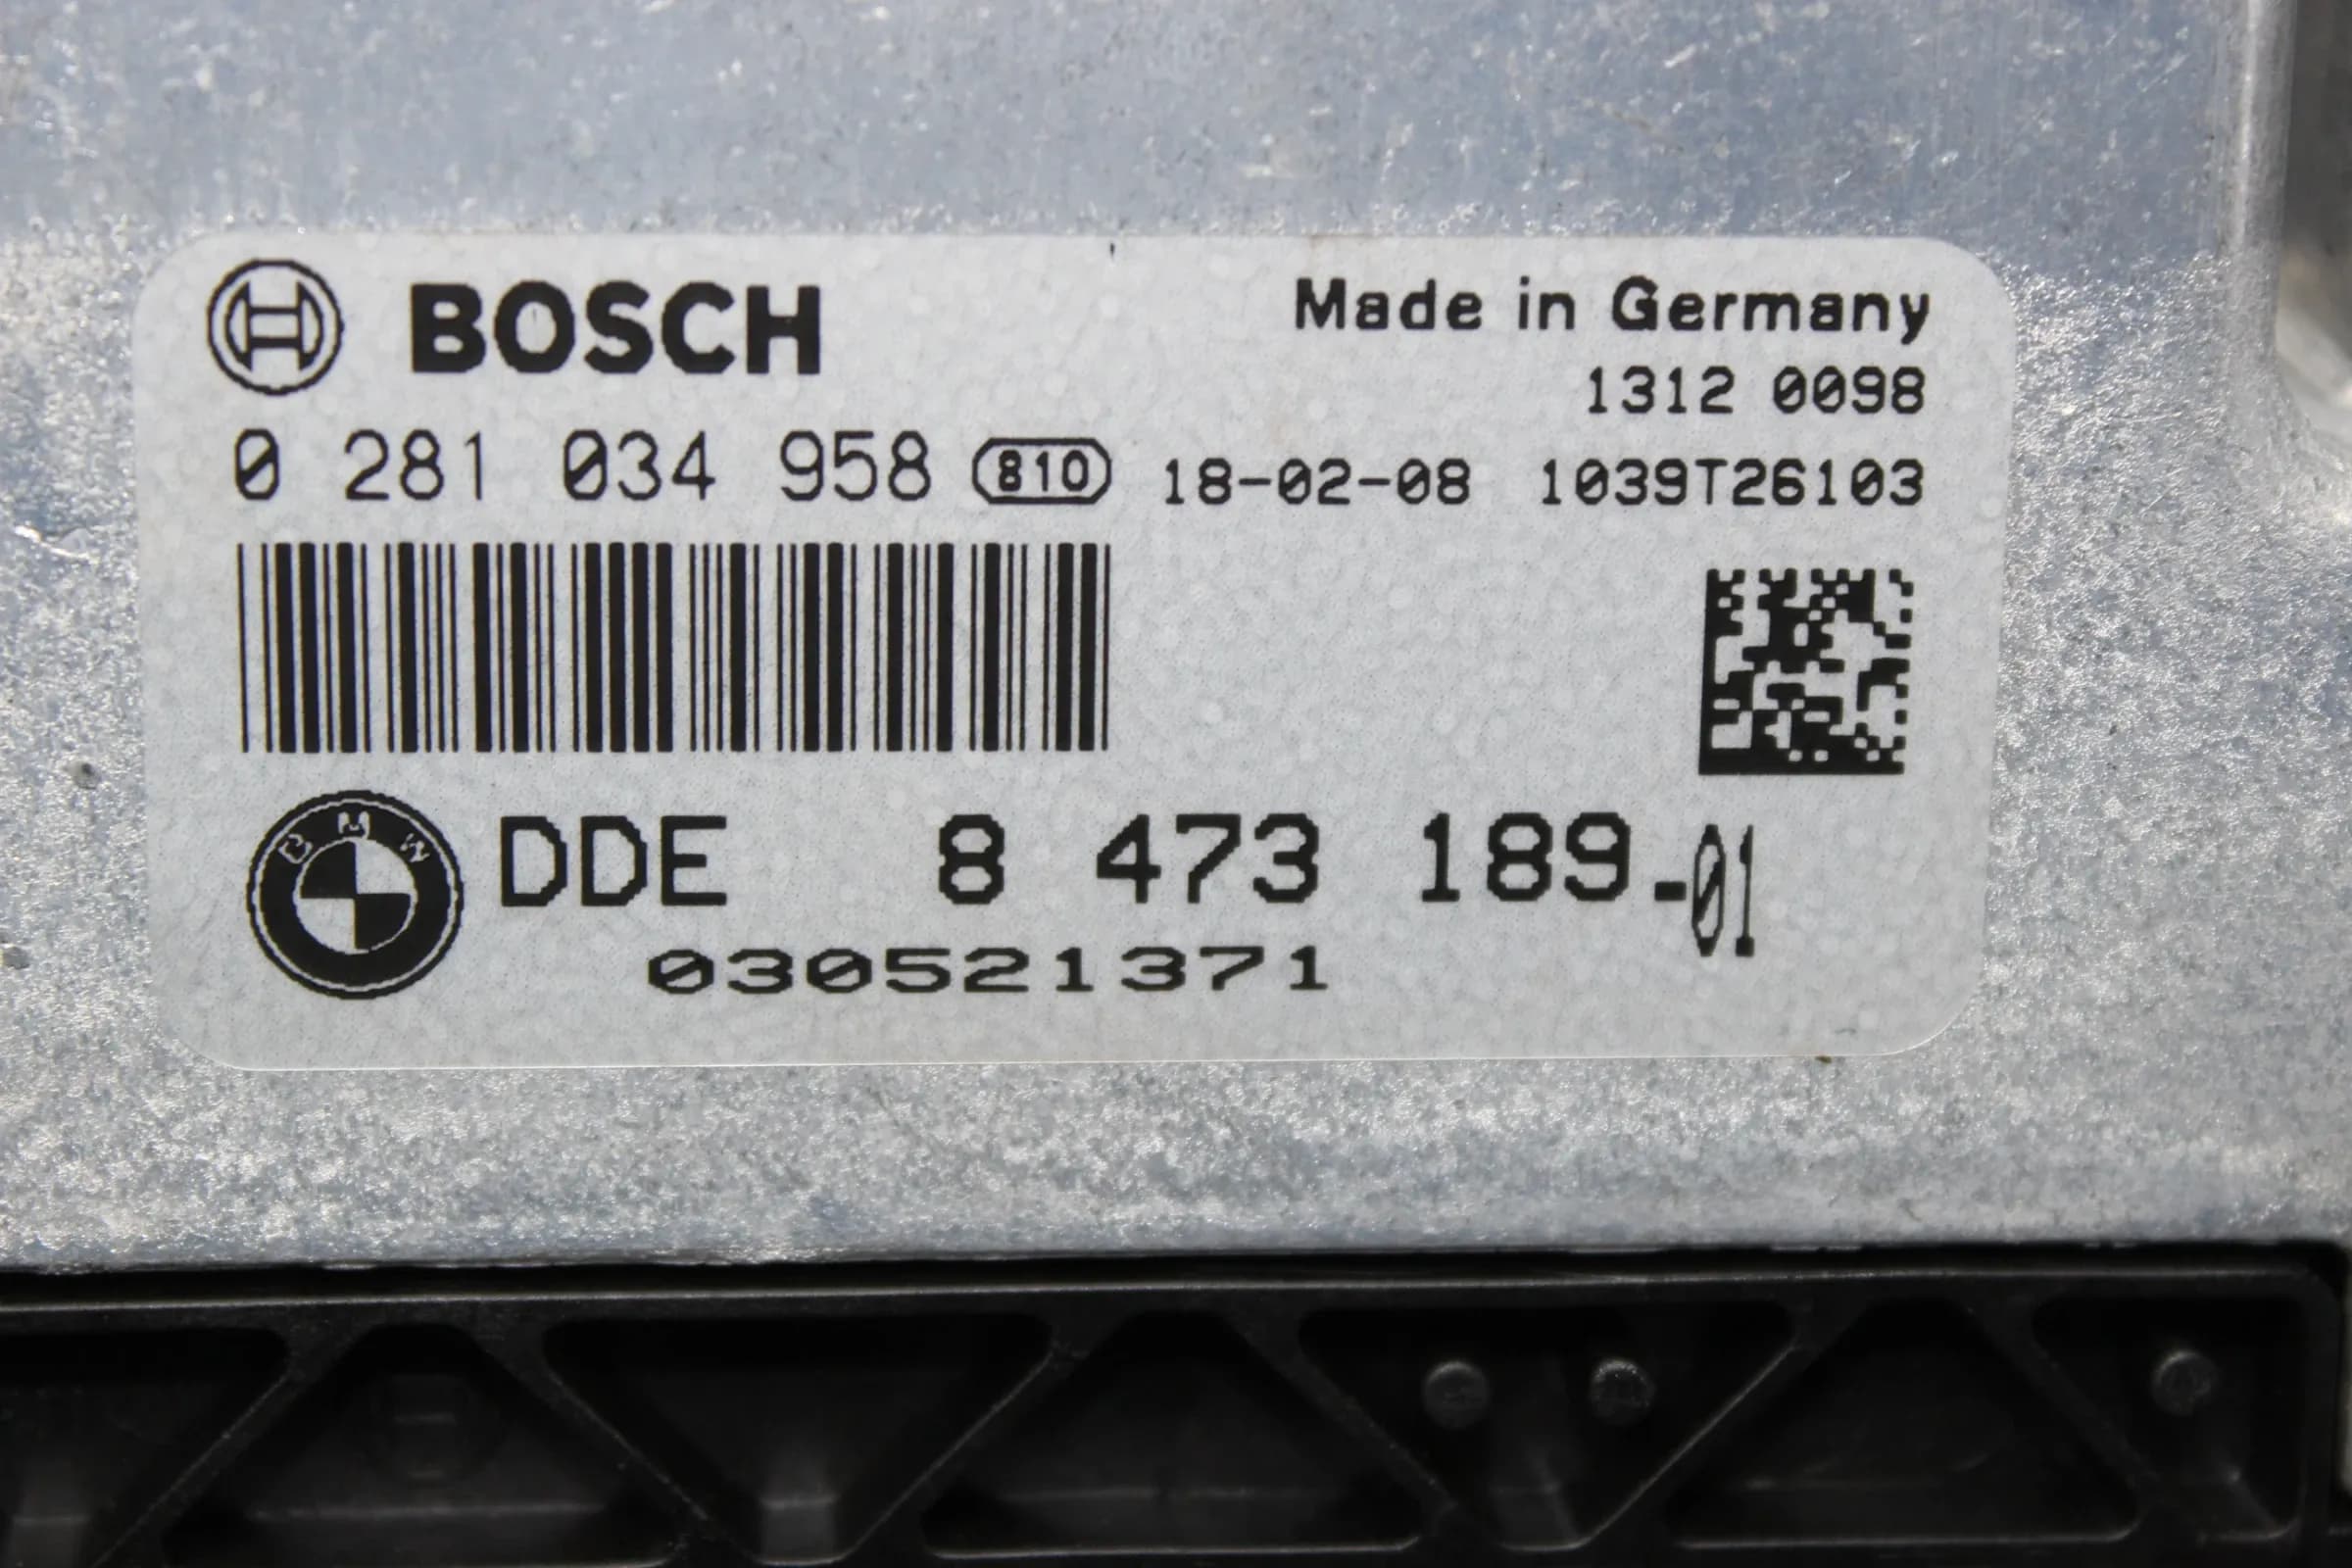 BOSCH
Made in Germany
1312 0098
0 281 034 958 810 18-02-08 1039T26103
BMW DDE 8 473 189-01
030521371